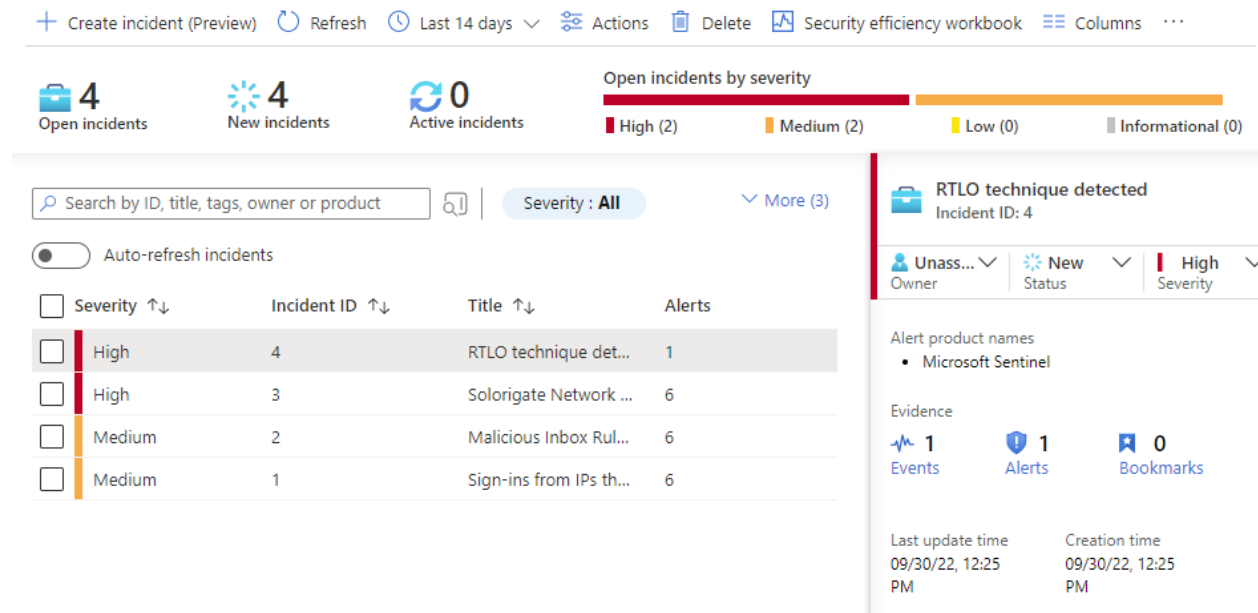 Create incident (Preview) Refresh Last 14 days Actions Delete Security efficiency workbook Columns ...
4
Open incidents
4
New incidents
0
Active incidents
Open incidents by severity
High (2) Medium (2) Low (0) Informational (0)
Search by ID, title, tags, owner or product
Severity : All
More (3)
Auto-refresh incidents
Severity Incident ID Title Alerts
High 4 RTLO technique det... 1
High 3 Solorigate Network ... 6
Medium 2 Malicious Inbox Rul... 6
Medium 1 Sign-ins from IPs th... 6
RTLO technique detected
Incident ID: 4
Unass... New High
Owner Status Severity
Alert product names
• Microsoft Sentinel
Evidence
1 1 0
Events Alerts Bookmarks
Last update time Creation time
09/30/22, 12:25 09/30/22, 12:25
PM PM